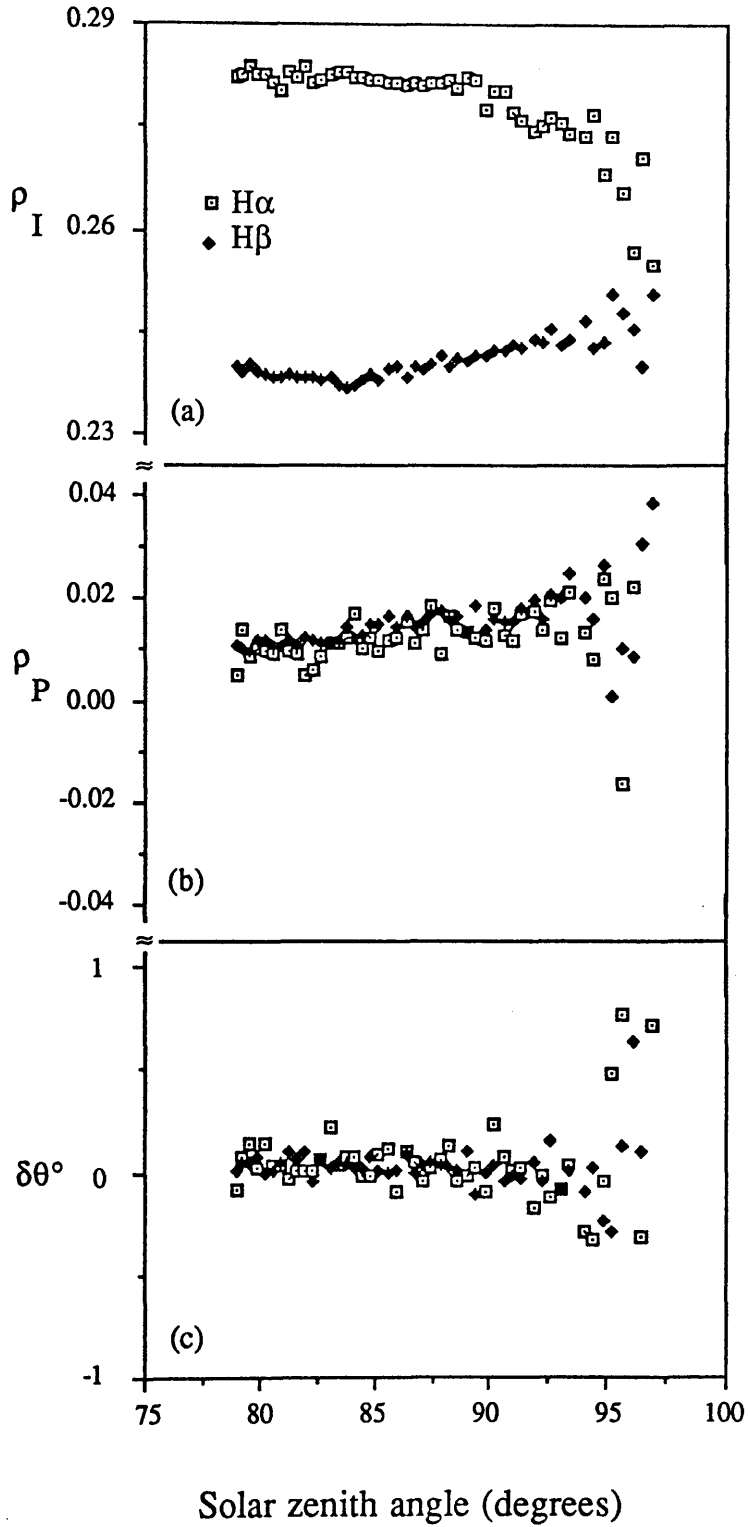 0.29
ρ
I
0.26
Hα
Hβ
(a)
0.23
≈
0.04
0.02
ρ
P
0.00
-0.02
(b)
-0.04
≈
1
δθ°
0
(c)
-1
75 80 85 90 95 100
Solar zenith angle (degrees)